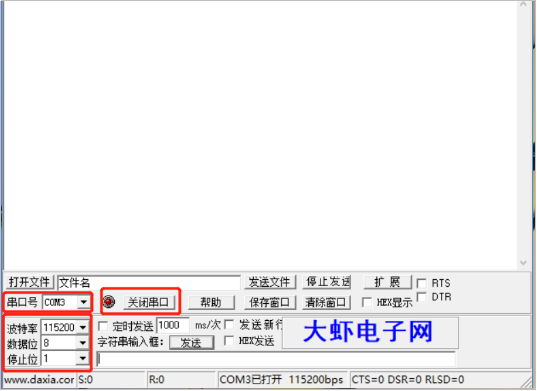 打开文件 文件名 发送文件 停止发送 扩 展 RTS
串口号 COM3 关闭串口 帮助 保存窗口 清除窗口 HEX显示 DTR
波特率 115200 定时发送 1000 ms/次 发送新行
大虾电子网
数据位 8 字符串输入框: 发送 HEX发送
停止位 1
www.daxia.cor S:0 R:0 COM3已打开 115200bps CTS=0 DSR=0 RLSD=0